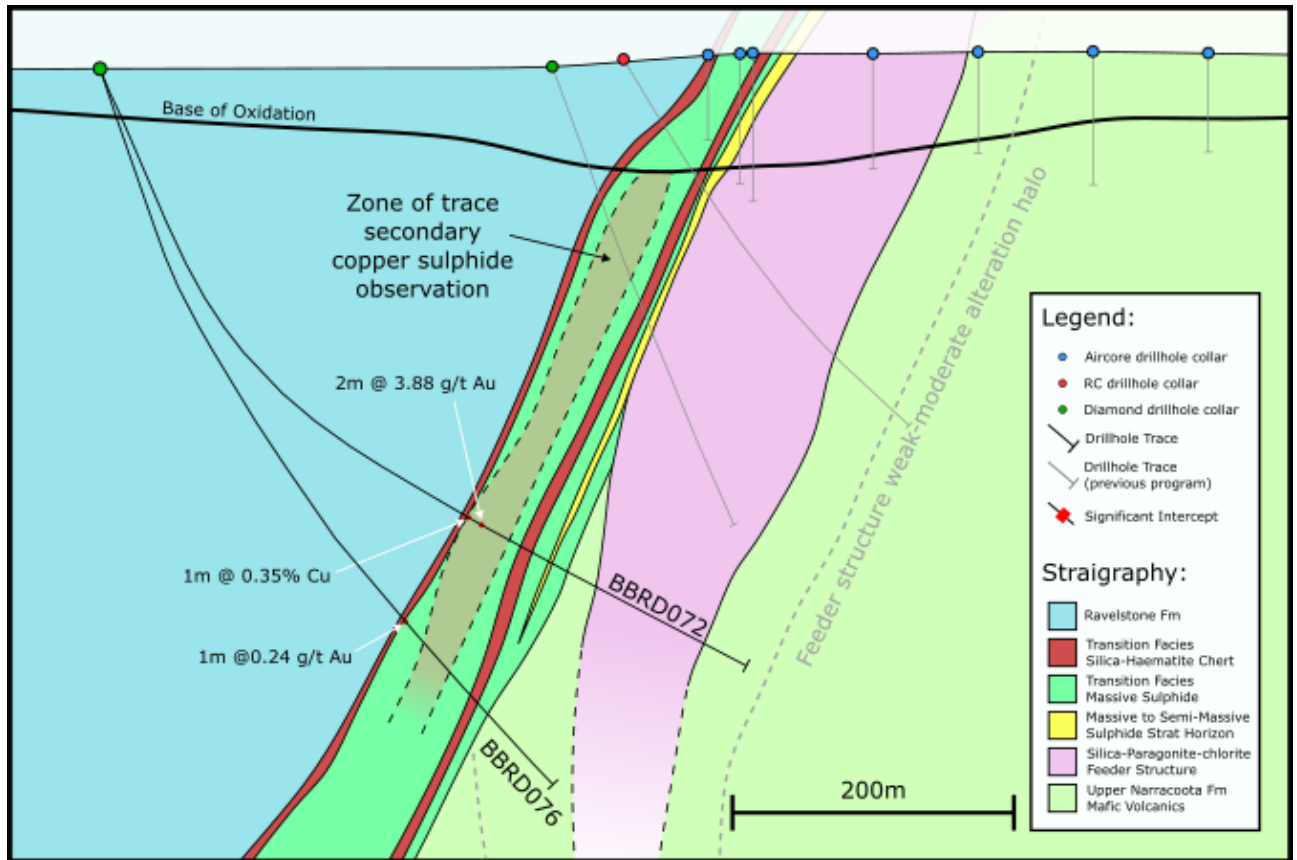 Base of Oxidation
Zone of trace
secondary
copper sulphide
observation
2m @ 3.88 g/t Au
1m @ 0.35% Cu
1m @0.24 g/t Au
BBRD072
BBRD076
Feeder structure weak-moderate alteration halo
200m
Legend:
Aircore drillhole collar
RC drillhole collar
Diamond drillhole collar
Drillhole Trace
Drillhole Trace
(previous program)
Significant Intercept
Straigraphy:
Ravelstone Fm
Transition Facies
Silica-Haematite Chert
Transition Facies
Massive Sulphide
Massive to Semi-Massive
Sulphide Strat Horizon
Silica-Paragonite-chlorite
Feeder Structure
Upper Narracoota Fm
Mafic Volcanics